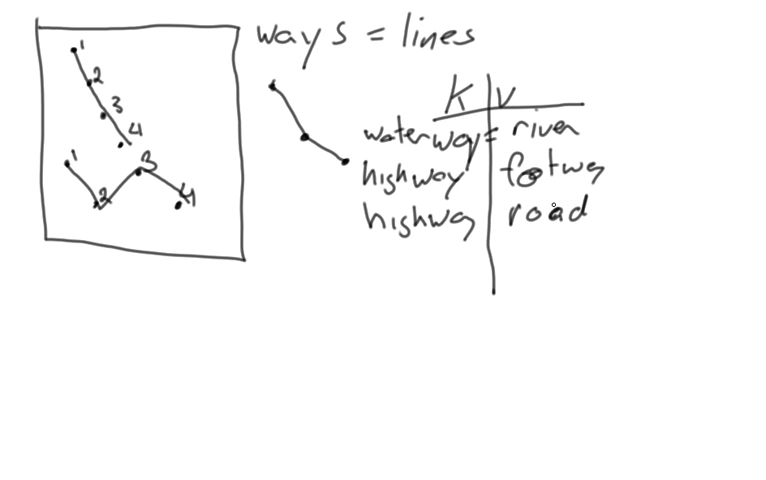 ways = lines
K V
waterway = river
highway footway
highway road
1
2
3
4
1
2
3
4